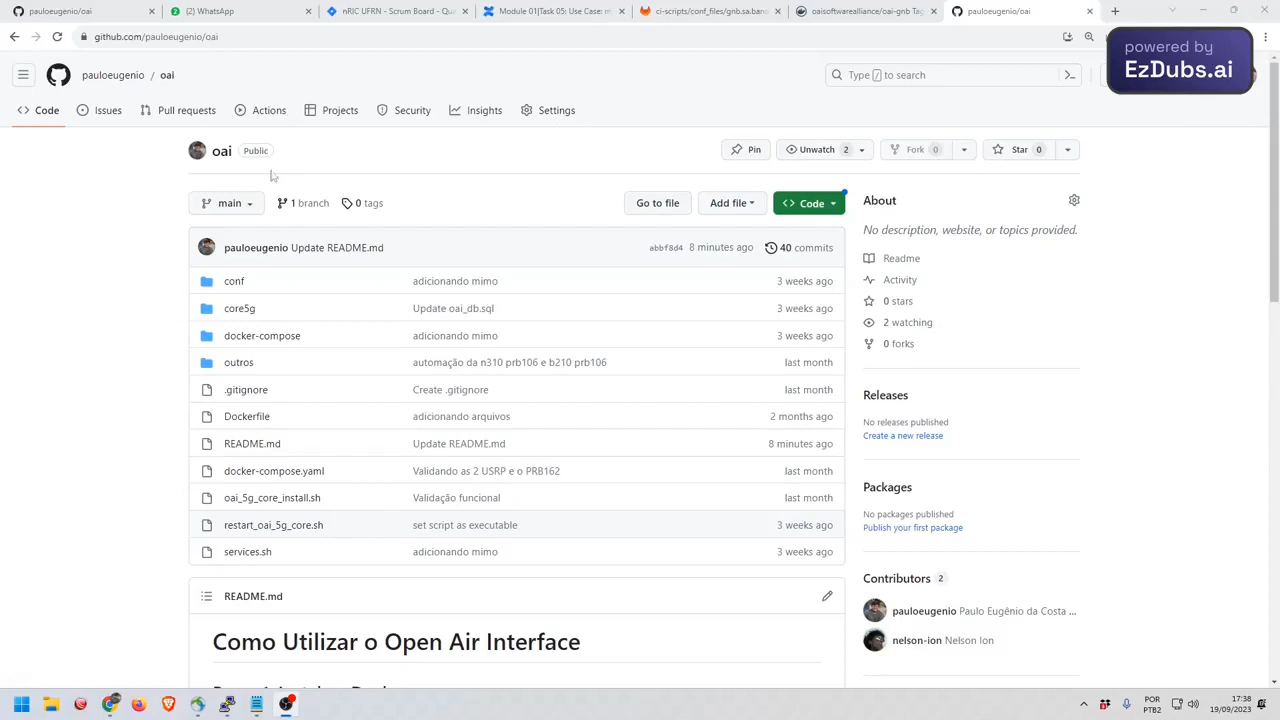 pauloeugenio/oai
(2) WhatsApp
nRIC UFRN - Scrum Board - Qu
Module 01|Task 05: Use Case: m
ci-scripts/conf_files/gnb.sa.ban
oaisoftwarealliance/oai-gnb Tag
pauloeugenio/oai
github.com/pauloeugenio/oai
powered by
EzDubs.ai
pauloeugenio / oai
Type / to search
Code
Issues
Pull requests
Actions
Projects
Security
Insights
Settings
oai Public
Pin
Unwatch 2
Fork 0
Star 0
main
1 branch
0 tags
Go to file
Add file
Code
pauloeugenio Update README.md abbf8d4 8 minutes ago 40 commits
conf adicionando mimo 3 weeks ago
core5g Update oai_db.sql 3 weeks ago
docker-compose adicionando mimo 3 weeks ago
outros automação da n310 prb106 e b210 prb106 last month
.gitignore Create .gitignore last month
Dockerfile adicionando arquivos 2 months ago
README.md Update README.md 8 minutes ago
docker-compose.yaml Validando as 2 USRP e o PRB162 last month
oai_5g_core_install.sh Validação funcional last month
restart_oai_5g_core.sh set script as executable 3 weeks ago
services.sh adicionando mimo 3 weeks ago
README.md
Como Utilizar o Open Air Interface
About
No description, website, or topics provided.
Readme
Activity
0 stars
2 watching
0 forks
Releases
No releases published
Create a new release
Packages
No packages published
Publish your first package
Contributors 2
pauloeugenio Paulo Eugênio da Costa ...
nelson-ion Nelson Ion
POR
PTB2
17:38
19/09/2023